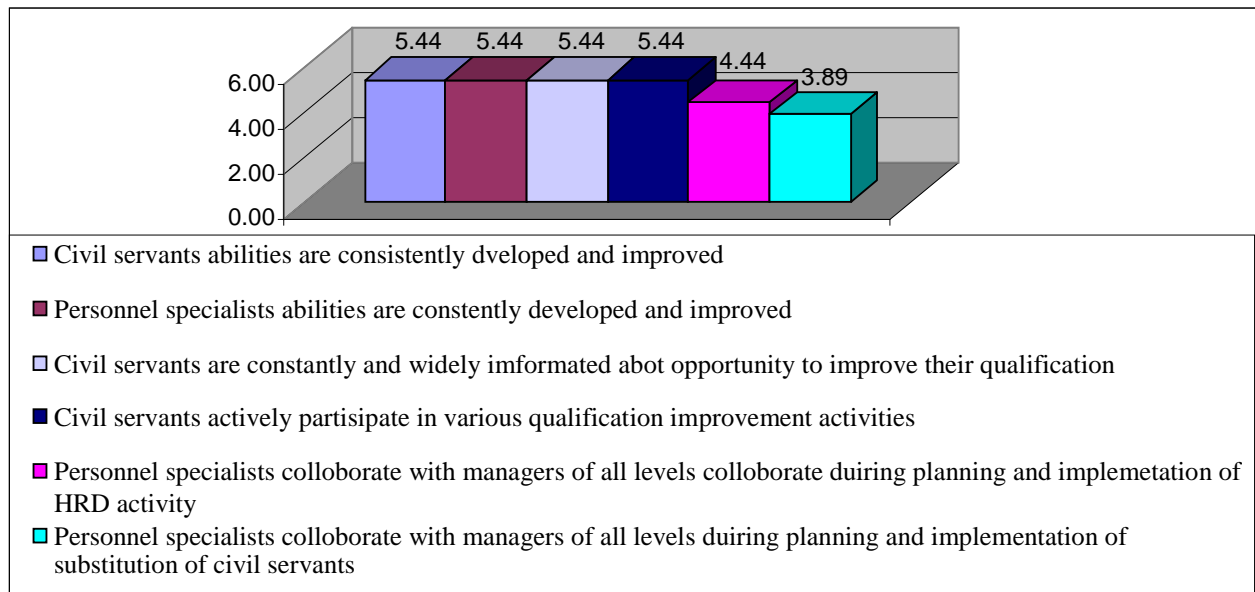 5.44 5.44 5.44 5.44
4.44
3.89
6.00
4.00
2.00
0.00
Civil servants abilities are consistently dveloped and improved
Personnel specialists abilities are constently developed and improved
Civil servants are constantly and widely imformated abot opportunity to improve their qualification
Civil servants actively partisipate in various qualification improvement activities
Personnel specialists colloborate with managers of all levels colloborate duiring planning and implemetation of
HRD activity
Personnel specialists colloborate with managers of all levels duiring planning and implementation of
substitution of civil servants